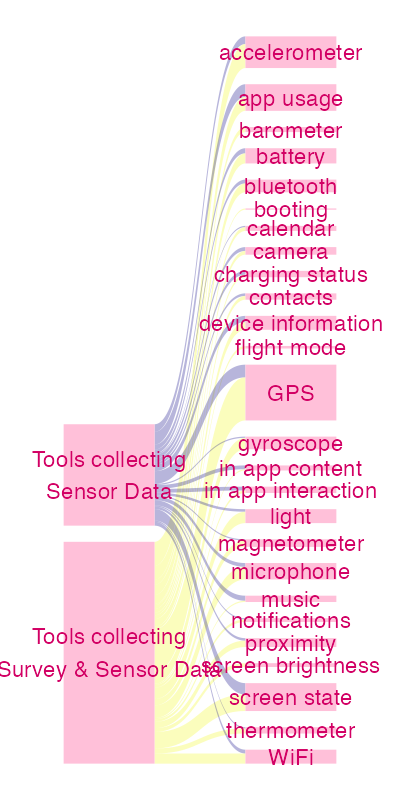 accelerometer
app usage
barometer
battery
bluetooth
booting
calendar
camera
charging status
contacts
device information
flight mode
GPS
gyroscope
in app content
in app interaction
light
magnetometer
microphone
music
notifications
proximity
screen brightness
screen state
thermometer
WiFi
Tools collecting
Sensor Data
Tools collecting
Survey & Sensor Data